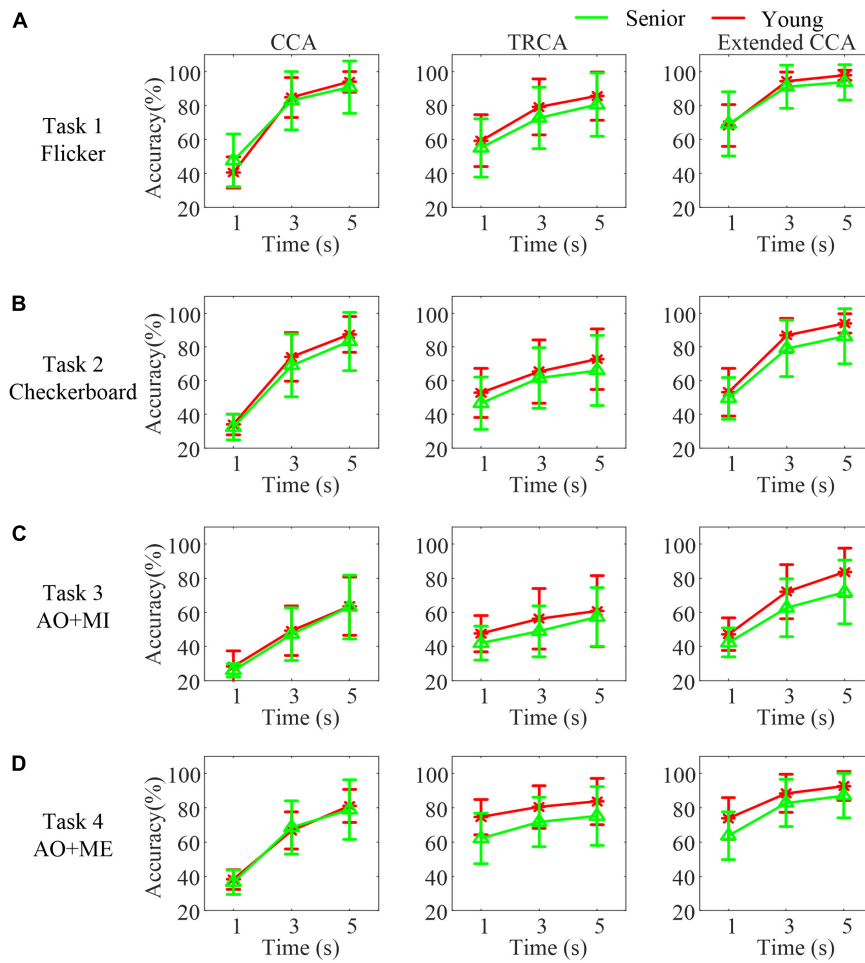 A
Senior Young
CCA TRCA Extended CCA
Task 1
Flicker
Accuracy(%)
100
80
60
40
20
1 3 5
Time (s)
100
80
60
40
20
1 3 5
Time (s)
100
80
60
40
20
1 3 5
Time (s)
B
Task 2
Checkerboard
Accuracy(%)
100
80
60
40
20
1 3 5
Time (s)
100
80
60
40
20
1 3 5
Time (s)
100
80
60
40
20
1 3 5
Time (s)
C
Task 3
AO+MI
Accuracy(%)
100
80
60
40
20
1 3 5
Time (s)
100
80
60
40
20
1 3 5
Time (s)
100
80
60
40
20
1 3 5
Time (s)
D
Task 4
AO+ME
Accuracy(%)
100
80
60
40
20
1 3 5
Time (s)
100
80
60
40
20
1 3 5
Time (s)
100
80
60
40
20
1 3 5
Time (s)